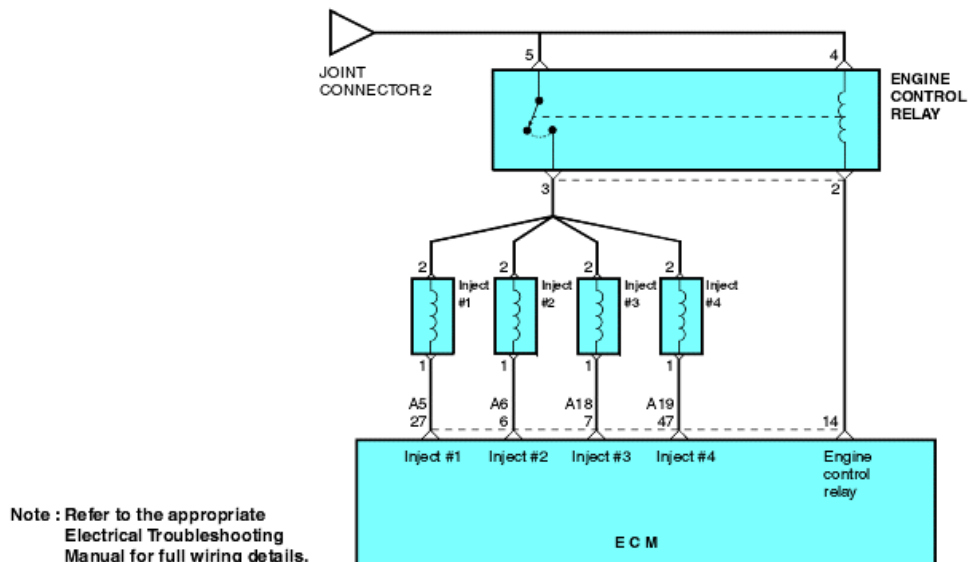 JOINT
CONNECTOR 2
5
4
ENGINE
CONTROL
RELAY
3
2
2
2
2
2
Inject
#1
Inject
#2
Inject
#3
Inject
#4
1
1
1
1
A5
A6
A18
A19
27
6
7
47
14
Inject #1
Inject #2
Inject #3
Inject #4
Engine
control
relay
Note : Refer to the appropriate
Electrical Troubleshooting
Manual for full wiring details.
E C M